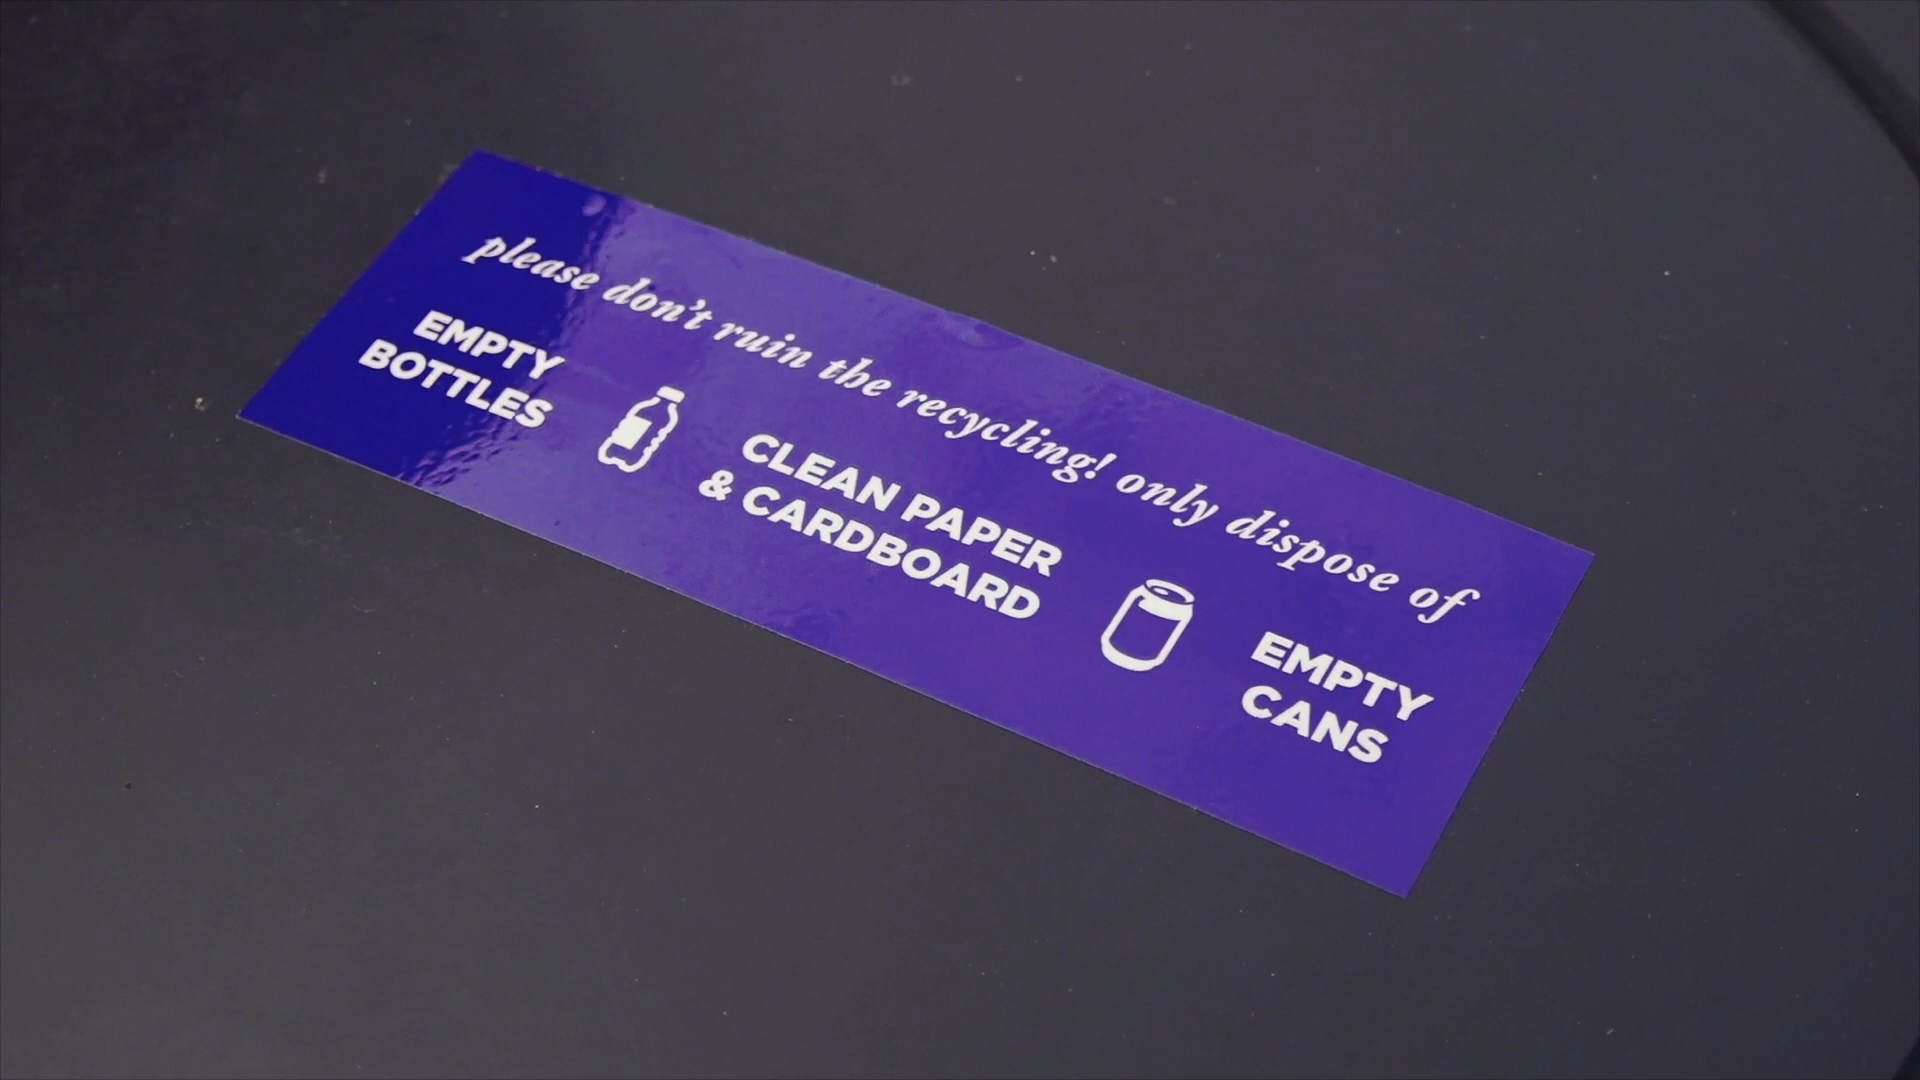 please don't ruin the recycling! only dispose of
EMPTY
BOTTLES
CLEAN PAPER
& CARDBOARD
EMPTY
CANS